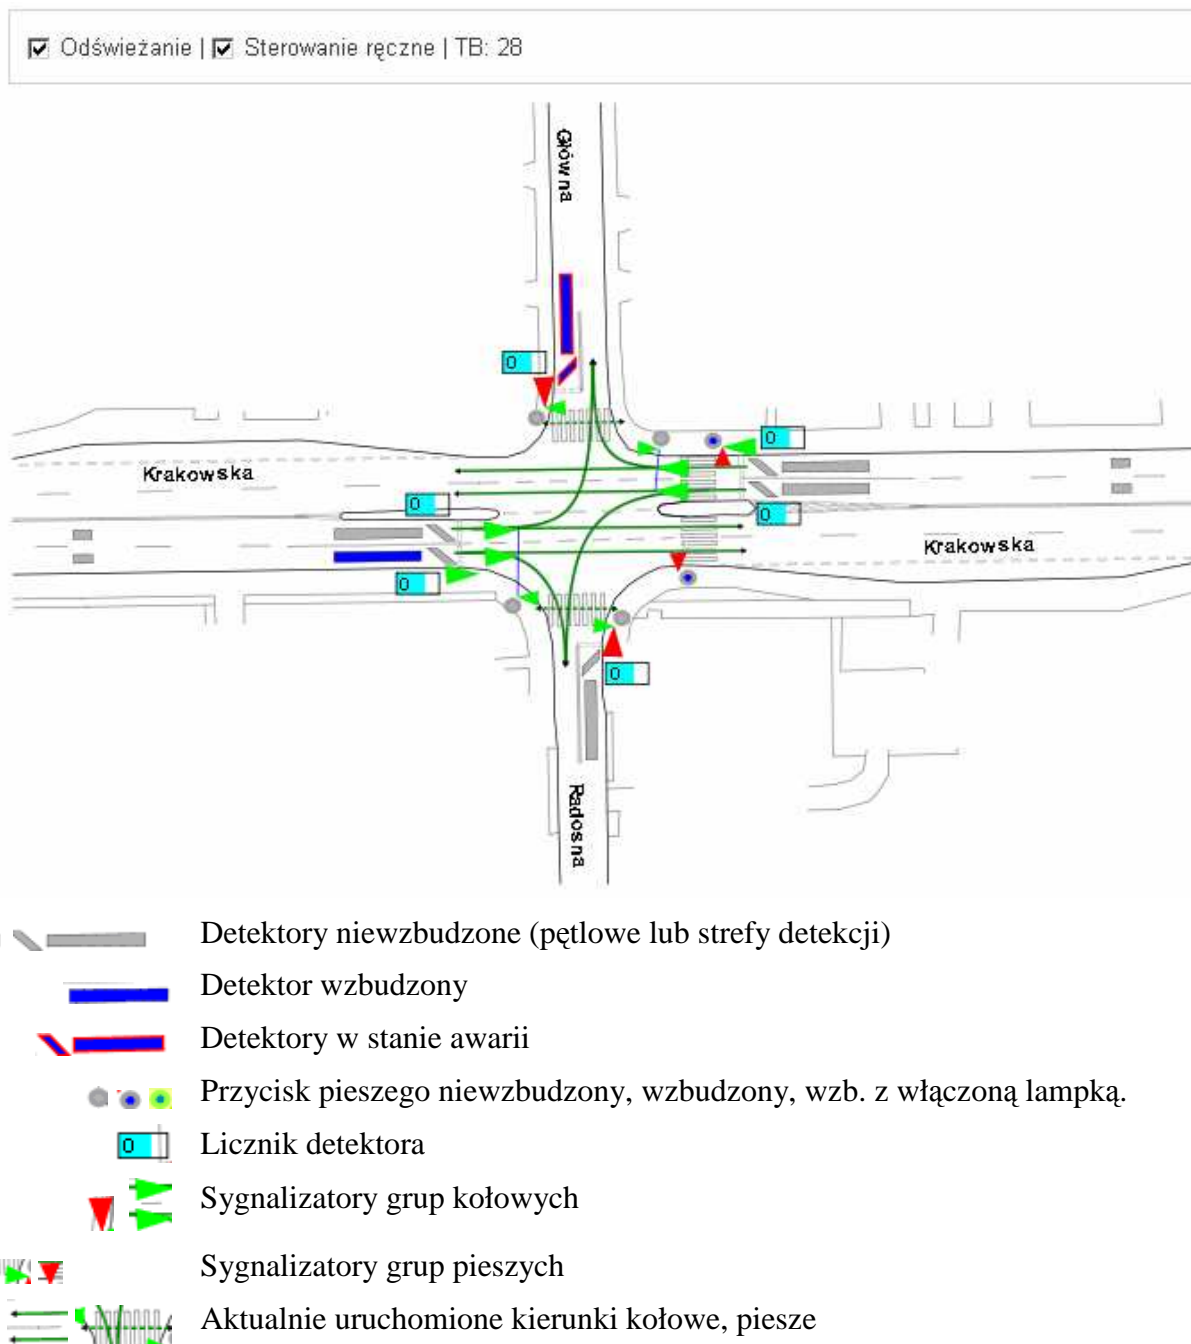 Odświeżanie | Sterowanie ręczne | TB: 28
Główna
0
Krakowska
0
0
0
Krakowska
0
0
Radosna
Detektory niewzbudzone (pętlowe lub strefy detekcji)
Detektor wzbudzony
Detektory w stanie awarii
Przycisk pieszego niewzbudzony, wzbudzony, wzb. z włączoną lampką.
0 Licznik detektora
Sygnalizatory grup kołowych
Sygnalizatory grup pieszych
Aktualnie uruchomione kierunki kołowe, piesze